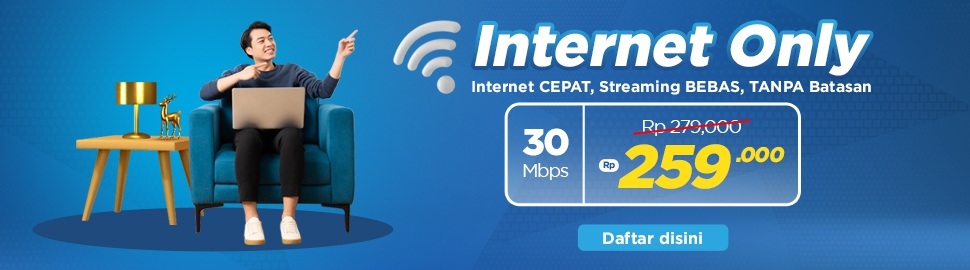 Internet Only
Internet CEPAT, Streaming BEBAS, TANPA Batasan
30
Mbps
Rp 279,000
Rp 259.000
Daftar disini